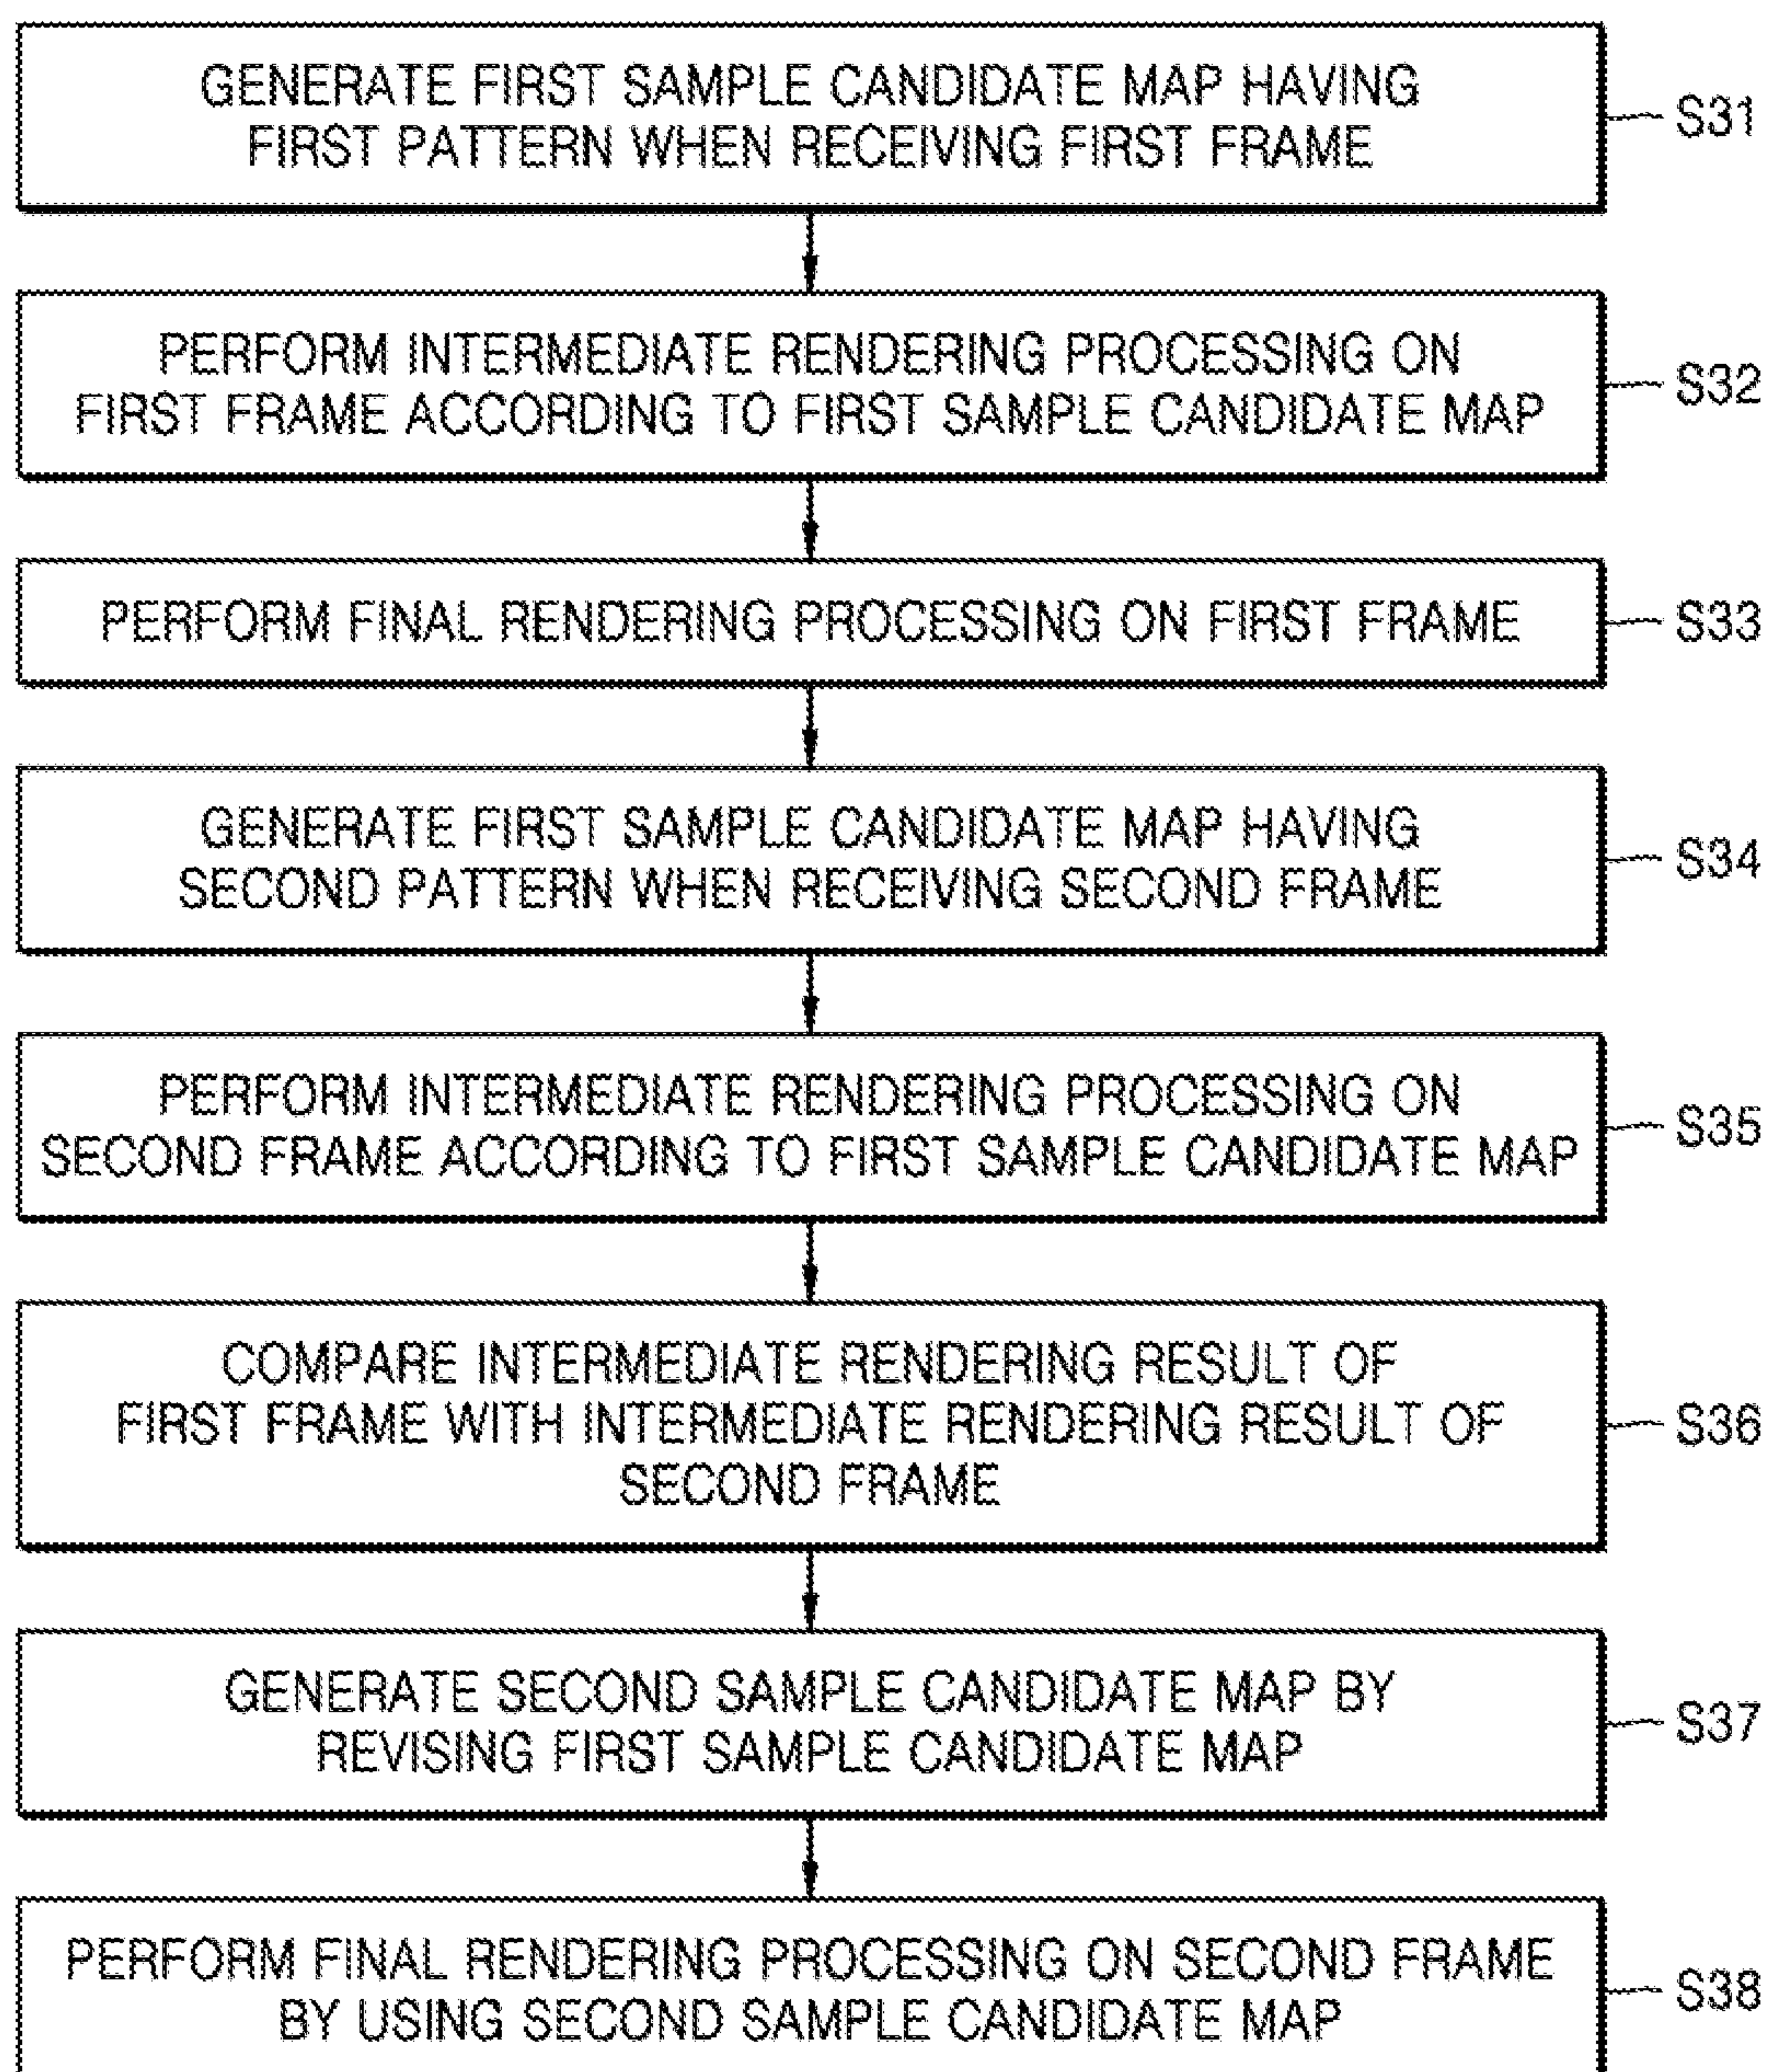 GENERATE FIRST SAMPLE CANDIDATE MAP HAVING
FIRST PATTERN WHEN RECEIVING FIRST FRAME
S31
PERFORM INTERMEDIATE RENDERING PROCESSING ON
FIRST FRAME ACCORDING TO FIRST SAMPLE CANDIDATE MAP
S32
PERFORM FINAL RENDERING PROCESSING ON FIRST FRAME
S33
GENERATE FIRST SAMPLE CANDIDATE MAP HAVING
SECOND PATTERN WHEN RECEIVING SECOND FRAME
S34
PERFORM INTERMEDIATE RENDERING PROCESSING ON
SECOND FRAME ACCORDING TO FIRST SAMPLE CANDIDATE MAP
S35
COMPARE INTERMEDIATE RENDERING RESULT OF
FIRST FRAME WITH INTERMEDIATE RENDERING RESULT OF
SECOND FRAME
S36
GENERATE SECOND SAMPLE CANDIDATE MAP BY
REVISING FIRST SAMPLE CANDIDATE MAP
S37
PERFORM FINAL RENDERING PROCESSING ON SECOND FRAME
BY USING SECOND SAMPLE CANDIDATE MAP
S38